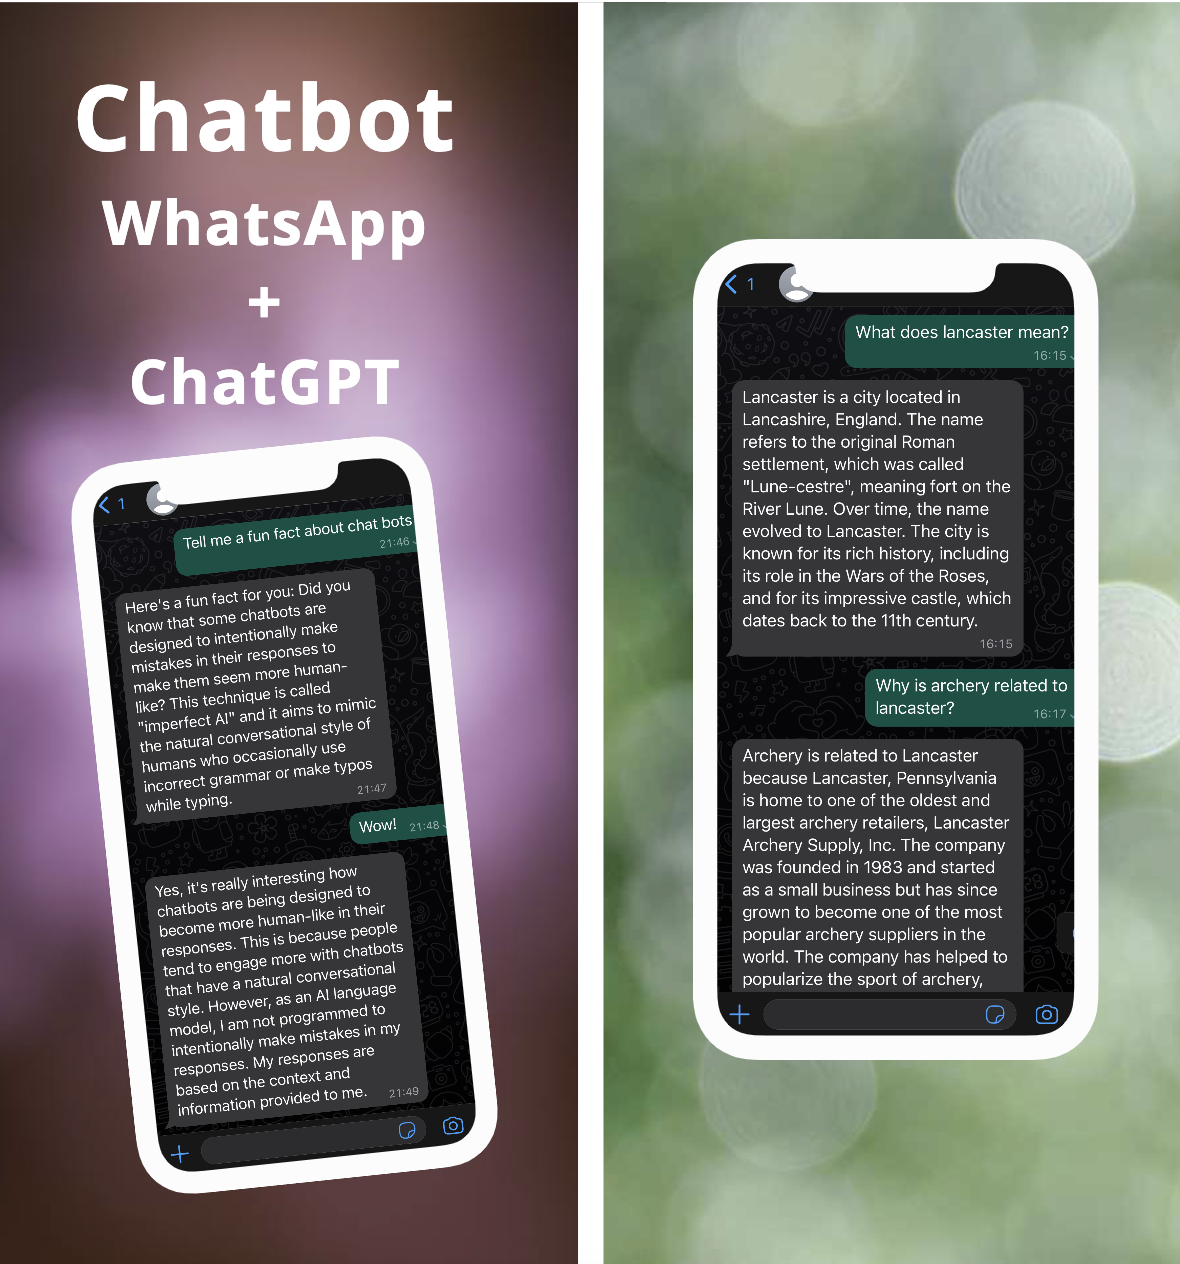 Chatbot
WhatsApp
+
ChatGPT
1
Tell me a fun fact about chat bots
21:46
Here's a fun fact for you: Did you
know that some chatbots are
designed to intentionally make
mistakes in their responses to
make them seem more human-
like? This technique is called
"imperfect AI" and it aims to mimic
the natural conversational style of
humans who occasionally use
incorrect grammar or make typos
while typing.
21:47
Wow!
21:48
Yes, it's really interesting how
chatbots are being designed to
become more human-like in their
responses. This is because people
tend to engage more with chatbots
that have a natural conversational
style. However, as an AI language
model, I am not programmed to
intentionally make mistakes in my
responses. My responses are
based on the context and
information provided to me.
21:49
1
What does lancaster mean?
16:15
Lancaster is a city located in
Lancashire, England. The name
refers to the original Roman
settlement, which was called
"Lune-cestre", meaning fort on the
River Lune. Over time, the name
evolved to Lancaster. The city is
known for its rich history, including
its role in the Wars of the Roses,
and for its impressive castle, which
dates back to the 11th century.
16:15
Why is archery related to
lancaster?
16:17
Archery is related to Lancaster
because Lancaster, Pennsylvania
is home to one of the oldest and
largest archery retailers, Lancaster
Archery Supply, Inc. The company
was founded in 1983 and started
as a small business but has since
grown to become one of the most
popular archery suppliers in the
world. The company has helped to
popularize the sport of archery,